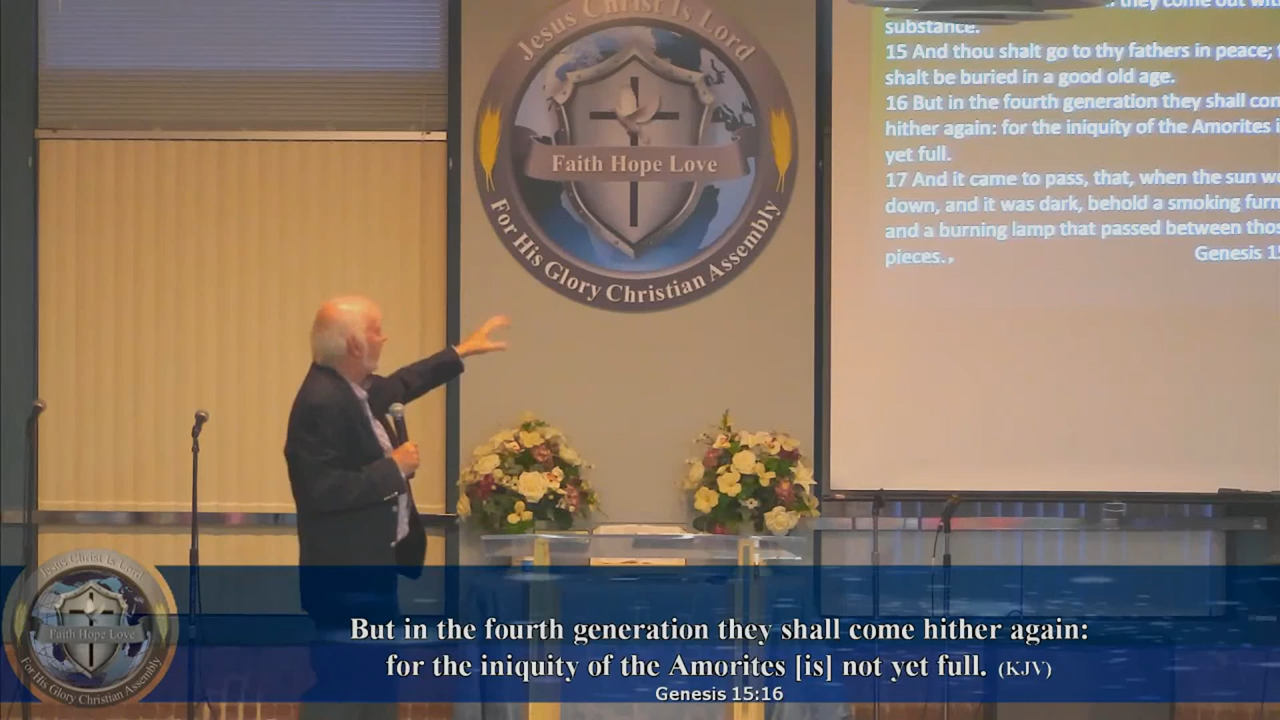 Jesus Christ Is Lord
Faith Hope Love
For His Glory Christian Assembly
they come out
substance.
15 And thou shalt go to thy fathers in peace;
shalt be buried in a good old age.
16 But in the fourth generation they shall
hither again: for the iniquity of the Amorites
yet full.
17 And it came to pass, that, when the sun
down, and it was dark, behold a smoking
and a burning lamp that passed between
pieces.,
Genesis
Jesus Christ Is Lord
Faith Hope Love
For His Glory Christian Assembly
But in the fourth generation they shall come hither again:
for the iniquity of the Amorites [is] not yet full. (KJV)
Genesis 15:16